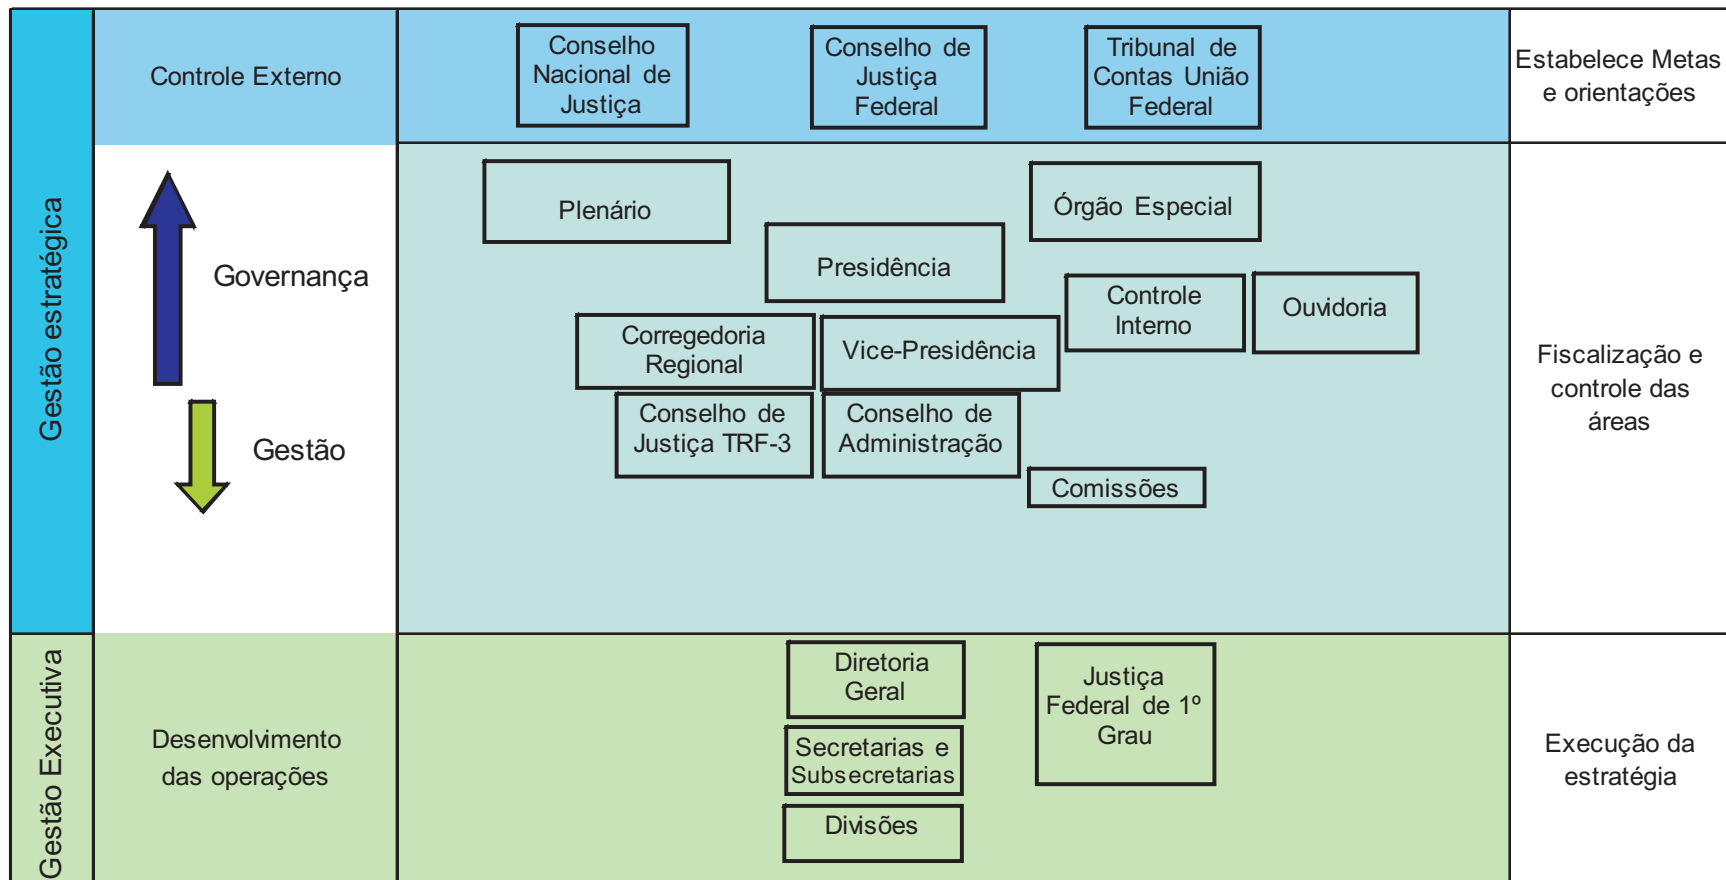 Gestão estratégica
Controle Externo
Conselho
Nacional de
Justiça
Conselho de
Justiça
Federal
Tribunal de
Contas União
Federal
Estabelece Metas
e orientações
Governança
Gestão
Plenário
Órgão Especial
Presidência
Controle
Interno
Ouvidoria
Corregedoria
Regional
Vice-Presidência
Conselho de
Justiça TRF-3
Conselho de
Administração
Comissões
Fiscalização e
controle das
áreas
Gestão Executiva
Desenvolvimento
das operações
Diretoria
Geral
Secretarias e
Subsecretarias
Divisões
Justiça
Federal de 1º
Grau
Execução da
estratégia